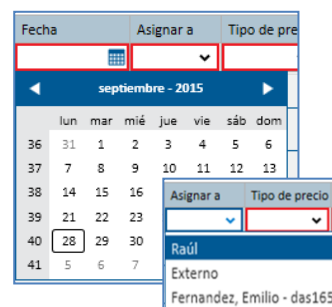 Fecha Asignar a Tipo de pre
septiembre - 2015
lun mar mié jue vie sáb dom
36 31 1 2 3 4 5 6
37 7 8 9 10 11 12 13
38 14 15 16
39 21 22 23
40 28 29 30
41 5 6 7
Asignar a Tipo de precio
Raúl
Externo
Fernandez, Emilio - das165